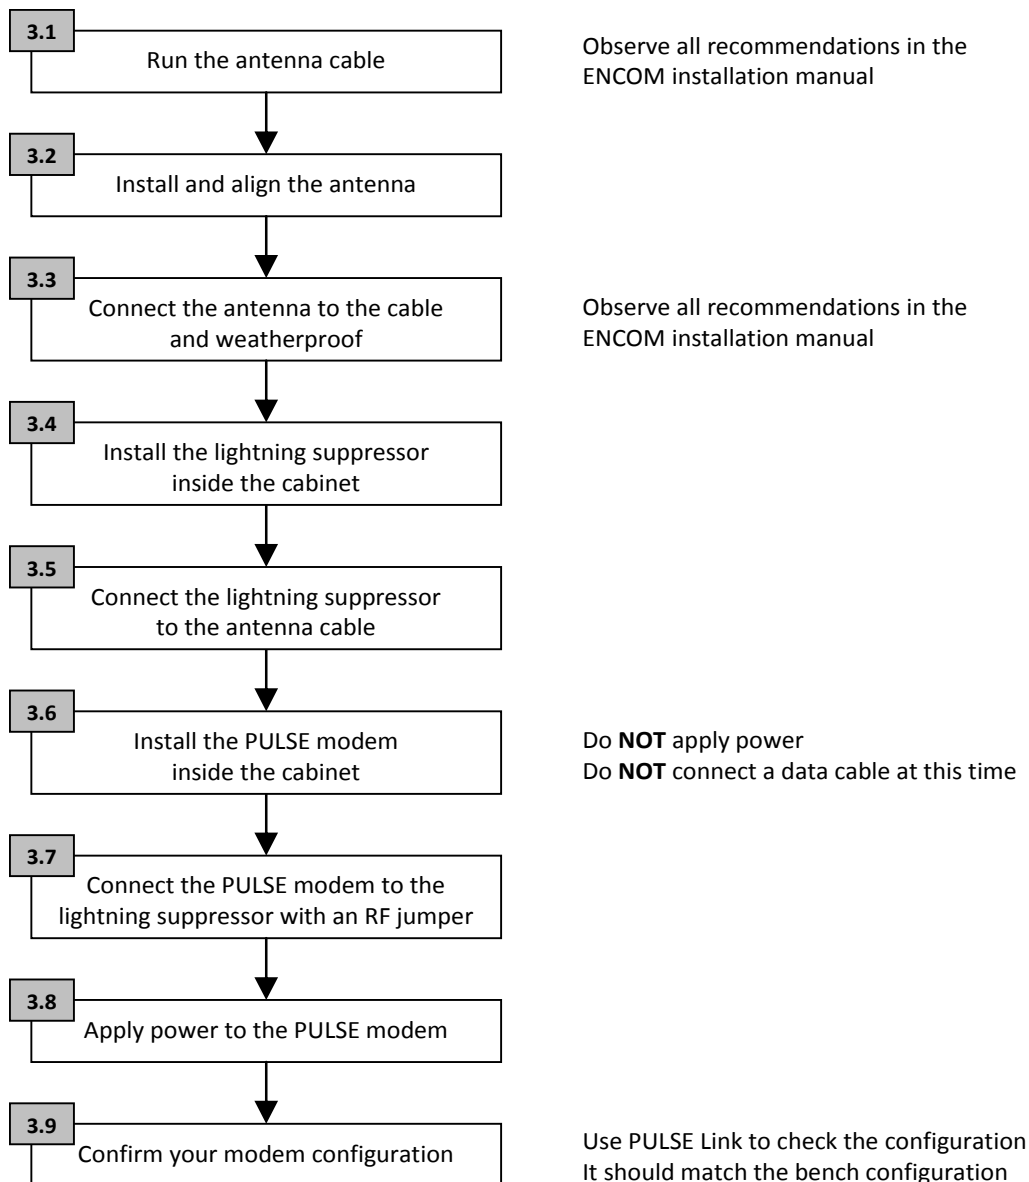 3.1
Run the antenna cable
Observe all recommendations in the
ENCOM installation manual
3.2
Install and align the antenna
3.3
Connect the antenna to the cable
and weatherproof
Observe all recommendations in the
ENCOM installation manual
3.4
Install the lightning suppressor
inside the cabinet
3.5
Connect the lightning suppressor
to the antenna cable
3.6
Install the PULSE modem
inside the cabinet
Do NOT apply power
Do NOT connect a data cable at this time
3.7
Connect the PULSE modem to the
lightning suppressor with an RF jumper
3.8
Apply power to the PULSE modem
3.9
Confirm your modem configuration
Use PULSE Link to check the configuration
It should match the bench configuration